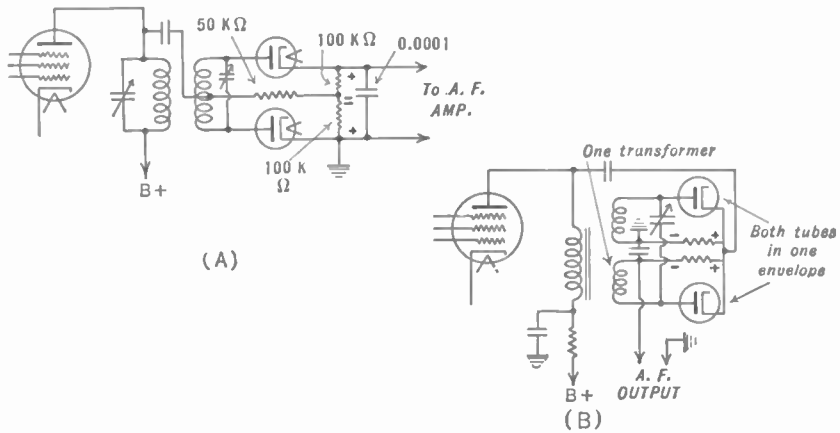 50 KΩ
100 KΩ
0.0001
To A. F.
AMP.
100 K
Ω
B+
(A)
One transformer
Both tubes
in one
envelope
A. F.
OUTPUT
B+
(B)